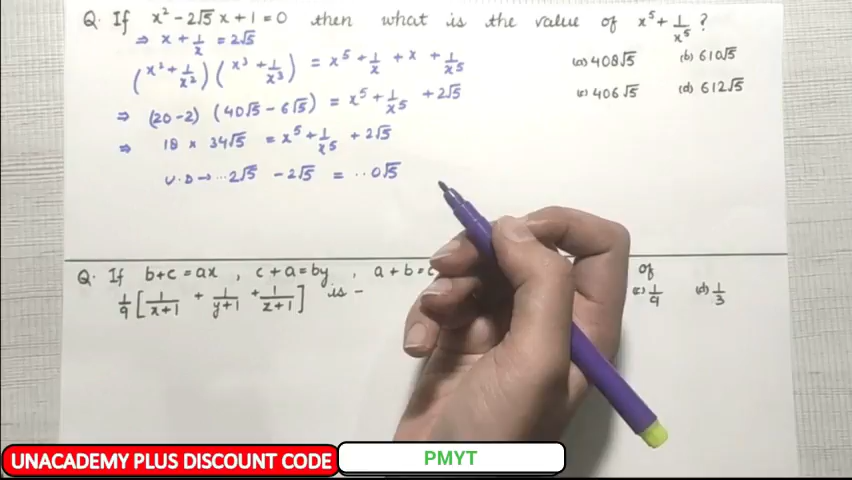 Q. If x² - 2√5 x + 1 = 0 then what is the value of x⁵ + 1/x⁵ ?
⇒ x + 1/x = 2√5
(x² + 1/x²) (x³ + 1/x³) = x⁵ + 1/x + x + 1/x⁵
(a) 408√5 (b) 610√5
⇒ (20-2) (40√5 - 6√5) = x⁵ + 1/x⁵ + 2√5
(c) 406√5 (d) 612√5
⇒ 18 × 34√5 = x⁵ + 1/x⁵ + 2√5
U.D → ..2√5 - 2√5 = ..0√5
Q. If b+c = ax , c+a = by , a+b = c of
1/9 [ 1/x+1 + 1/y+1 + 1/z+1 ] is - (c) 1/9 (d) 1/3
UNACADEMY PLUS DISCOUNT CODE PMYT